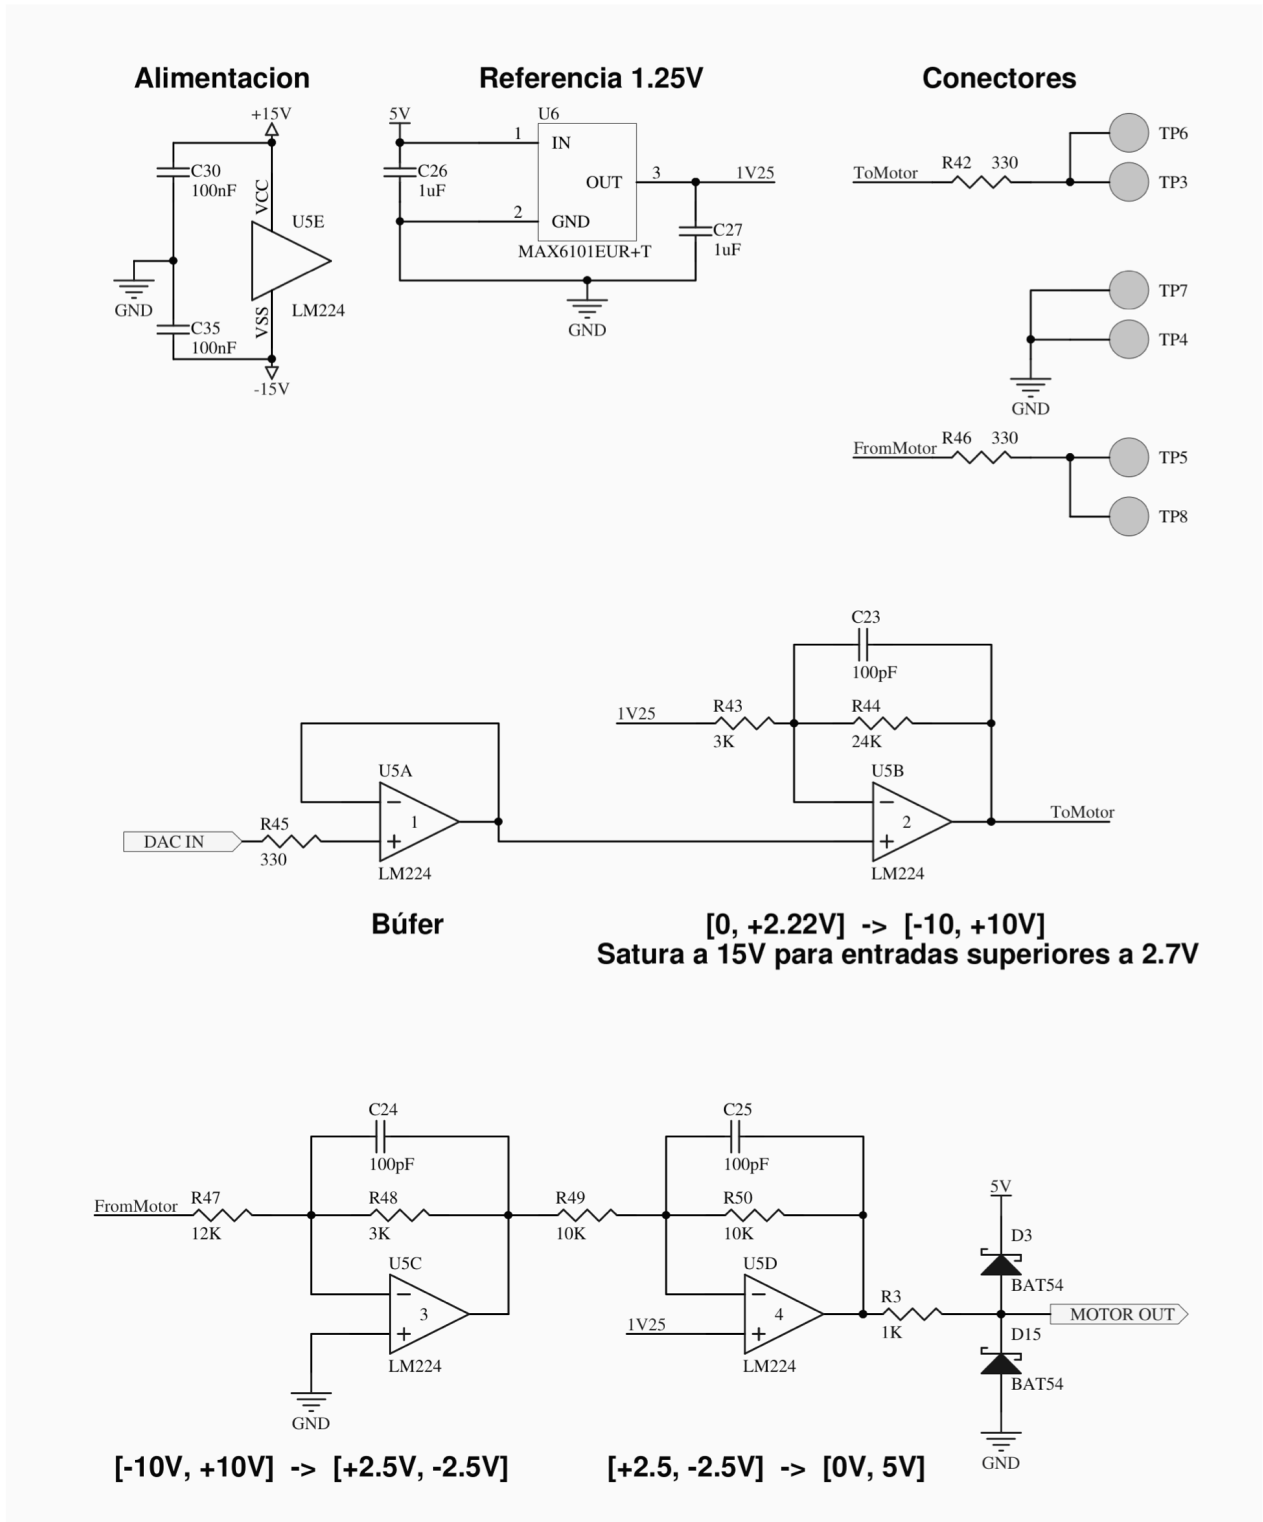 Alimentacion
+15V
C30
100nF
VCC
U5E
GND
C35
100nF
VSS
LM224
-15V
Referencia 1.25V
5V
U6
1
IN
C26
1uF
OUT
3
1V25
2
GND
C27
1uF
MAX6101EUR+T
GND
Conectores
TP6
ToMotor
R42
330
TP3
TP7
TP4
GND
FromMotor
R46
330
TP5
TP8
C23
100pF
1V25
R43
3K
R44
24K
U5A
1
DAC IN
R45
330
LM224
U5B
2
ToMotor
LM224
Búfer
[0, +2.22V] -> [-10, +10V]
Satura a 15V para entradas superiores a 2.7V
C24
100pF
FromMotor
R47
12K
R48
3K
U5C
3
LM224
GND
C25
100pF
R49
10K
R50
10K
U5D
4
1V25
LM224
R3
1K
5V
D3
BAT54
MOTOR OUT
D15
BAT54
GND
[-10V, +10V] -> [+2.5V, -2.5V]
[+2.5, -2.5V] -> [0V, 5V]